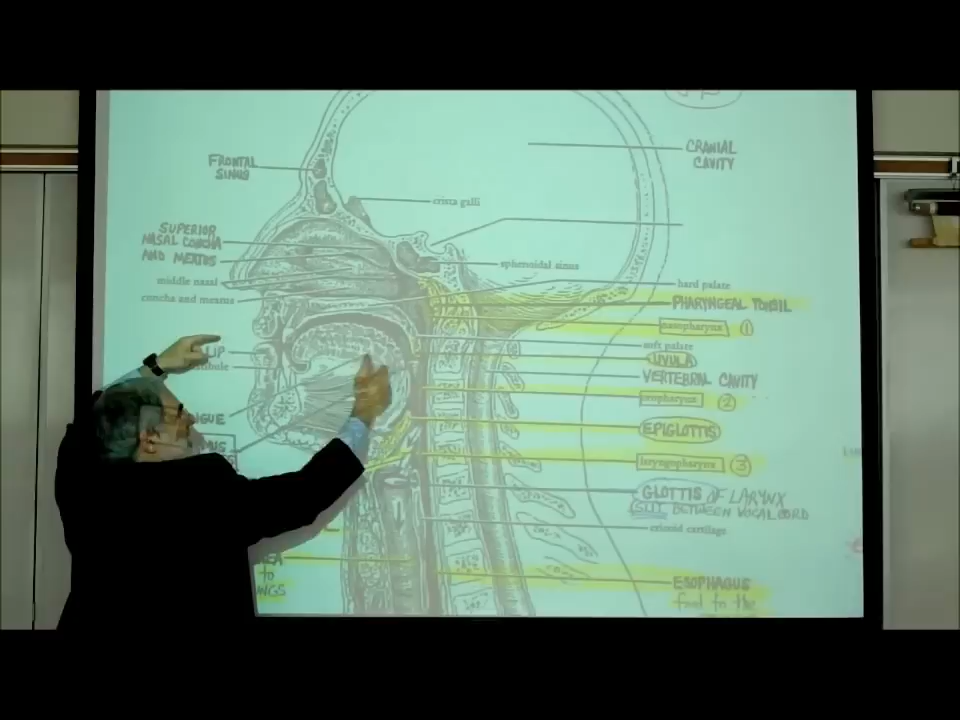 FRONTAL
SINUS
CRANIAL
CAVITY
crista galli
SUPERIOR
NASAL CONCHA
AND MEATUS
sphenoidal sinus
middle nasal
concha and meatus
hard palate
PHARYNGEAL TONSIL
nasopharynx 1
soft palate
LIP
UVULA
VERTEBRAL CAVITY
oropharynx 2
EPIGLOTTIS
laryngopharynx 3
GLOTTIS OF LARYNX
SLIT BETWEEN VOCAL CORD
cricoid cartilage
ESOPHAGUS
to
food to the